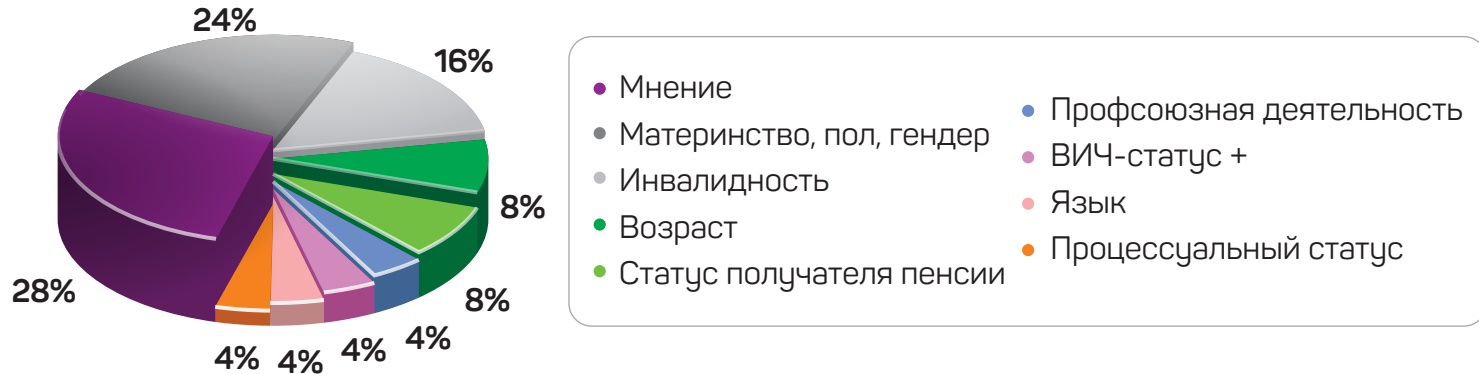 24%
16%
8%
8%
4%
4%
4%
4%
28%
Мнение
Материнство, пол, гендер
Инвалидность
Возраст
Статус получателя пенсии
Профсоюзная деятельность
ВИЧ-статус +
Язык
Процессуальный статус